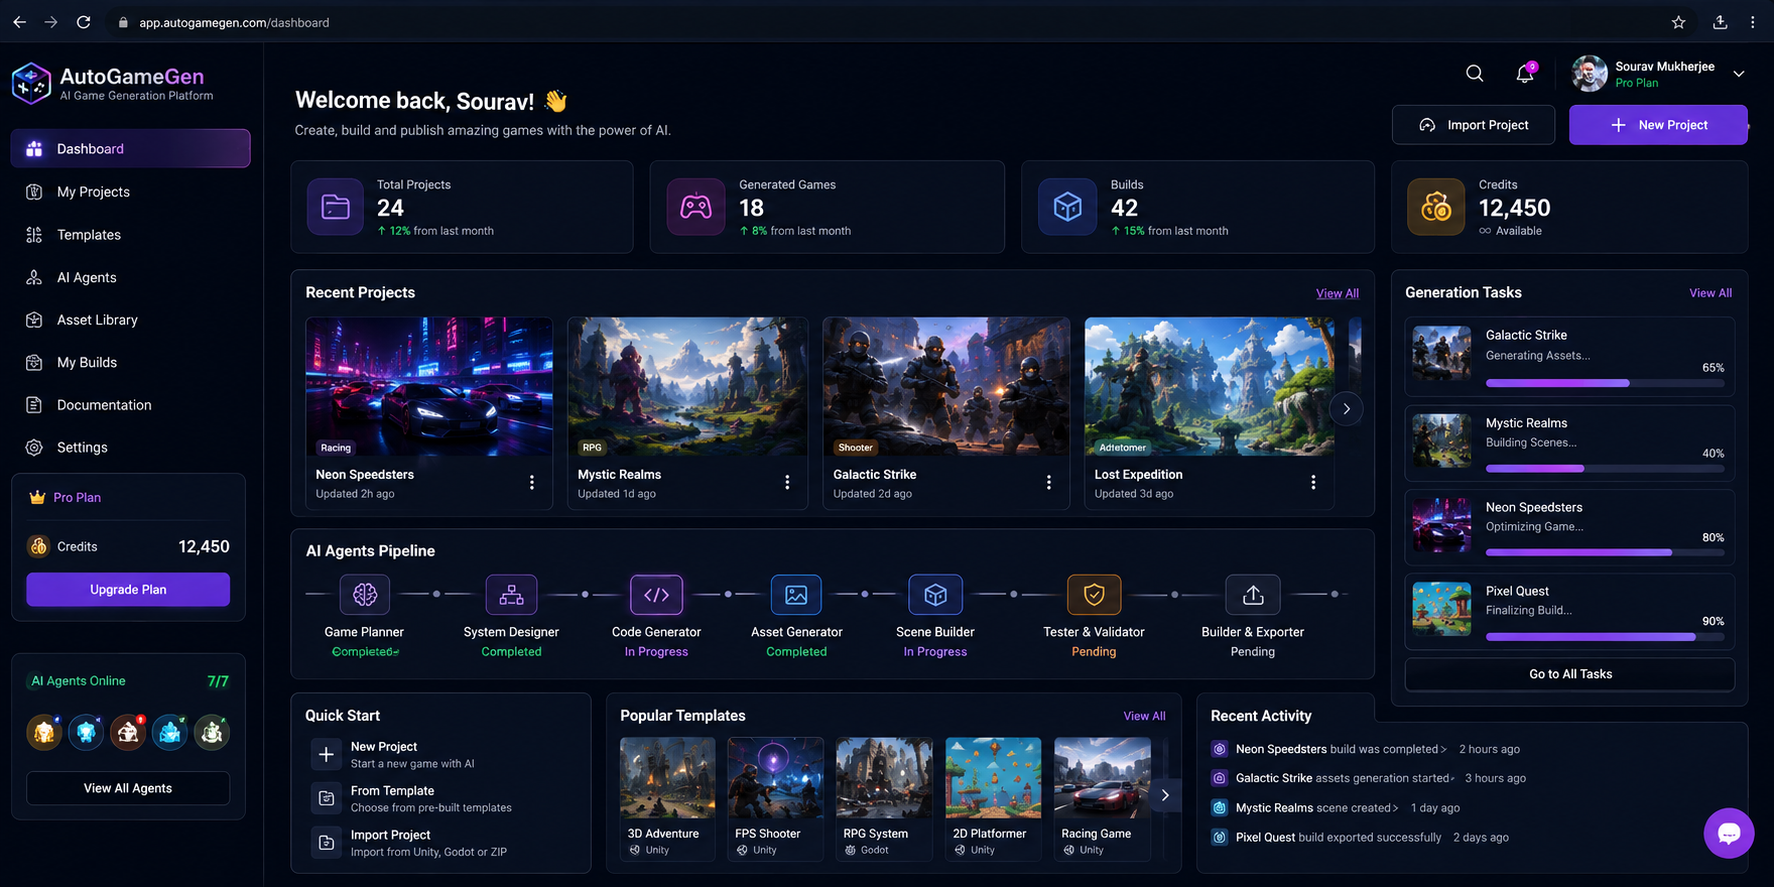 app.autogamegen.com/dashboard
AutoGameGen
AI Game Generation Platform
Dashboard
My Projects
Templates
AI Agents
Asset Library
My Builds
Documentation
Settings
Pro Plan
Credits 12,450
Upgrade Plan
AI Agents Online 7/7
View All Agents
Welcome back, Sourav! 👋
Create, build and publish amazing games with the power of AI.
Sourav Mukherjee
Pro Plan
Import Project
New Project
Total Projects
24
↑ 12% from last month
Generated Games
18
↑ 8% from last month
Builds
42
↑ 15% from last month
Credits
12,450
∞ Available
Recent Projects
View All
Racing
Neon Speedsters
Updated 2h ago
RPG
Mystic Realms
Updated 1d ago
Shooter
Galactic Strike
Updated 2d ago
Adtetomer
Lost Expedition
Updated 3d ago
Generation Tasks
View All
Galactic Strike
Generating Assets...
65%
Mystic Realms
Building Scenes...
40%
Neon Speedsters
Optimizing Game...
80%
Pixel Quest
Finalizing Build...
90%
Go to All Tasks
AI Agents Pipeline
Game Planner
System Designer
Completed
Code Generator
In Progress
Asset Generator
Completed
Scene Builder
In Progress
Tester & Validator
Pending
Builder & Exporter
Pending
Quick Start
New Project
Start a new game with AI
From Template
Choose from pre-built templates
Import Project
Import from Unity, Godot or ZIP
Popular Templates
View All
3D Adventure
Unity
FPS Shooter
Unity
RPG System
Godot
2D Platformer
Unity
Racing Game
Unity
Recent Activity
Neon Speedsters build was completed > 2 hours ago
Galactic Strike assets generation started 3 hours ago
Mystic Realms scene created > 1 day ago
Pixel Quest build exported successfully 2 days ago